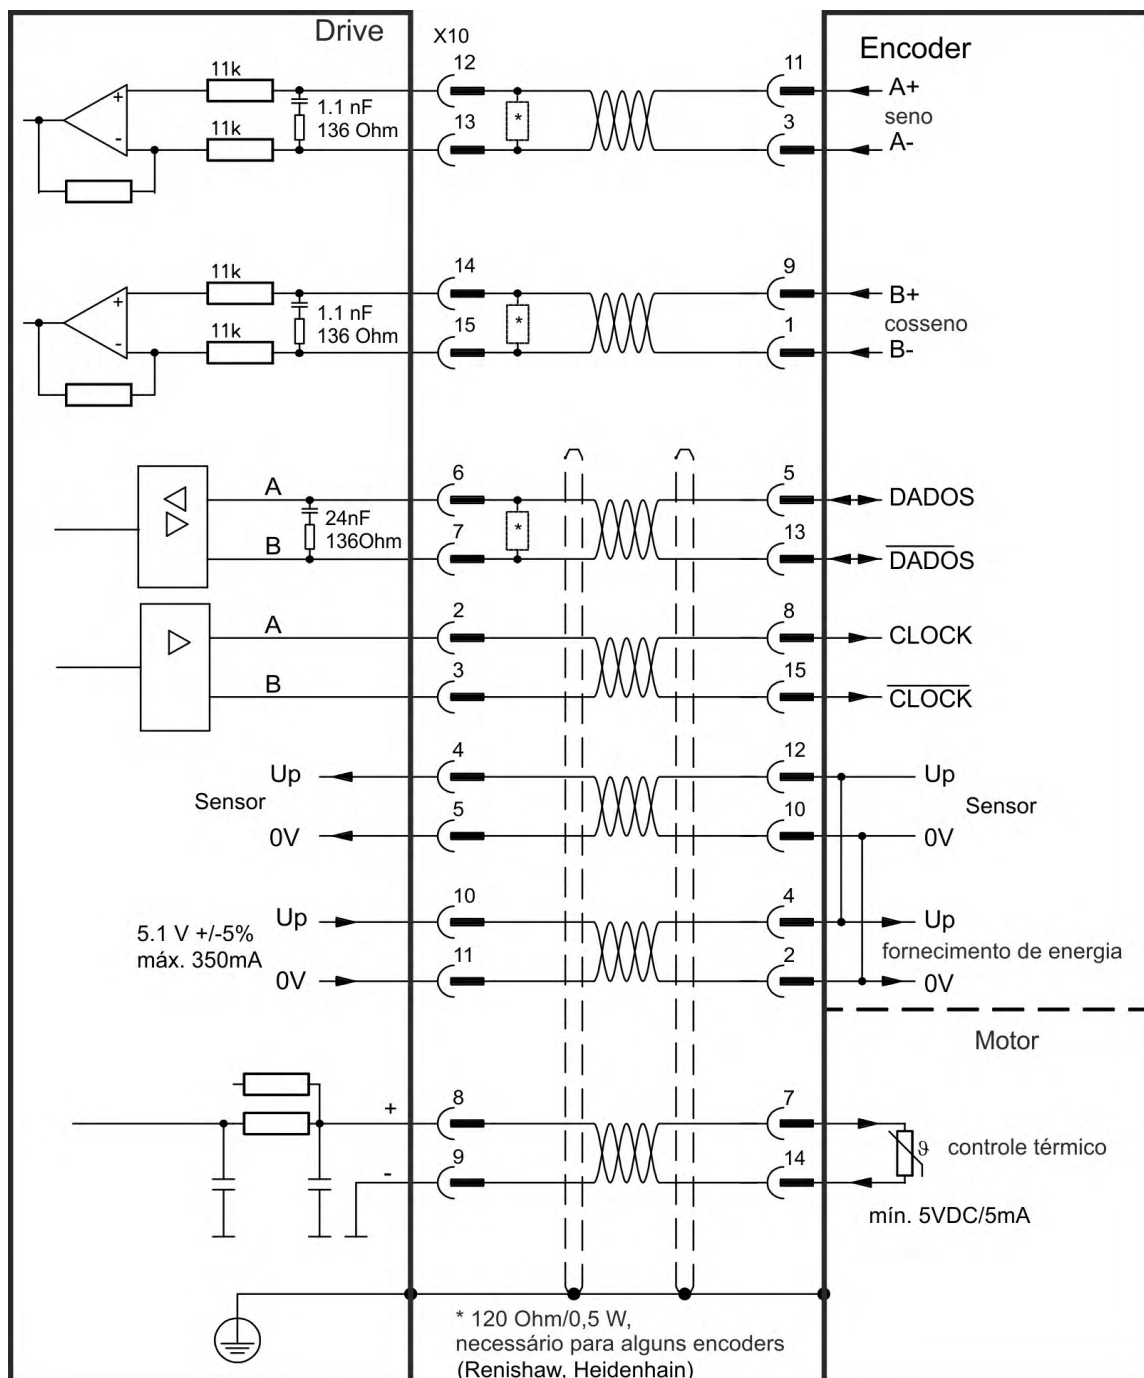 Drive
X10
Encoder
12
11
11k
A+
1.1 nF
seno
136 Ohm
13
3
11k
A-
14
9
11k
B+
1.1 nF
cosseno
136 Ohm
15
1
11k
B-
*
*
6
5
A
DADOS
24nF
*
136Ohm
7
13
B
DADOS
2
8
A
CLOCK
3
15
B
CLOCK
4
12
Up
Up
Sensor
Sensor
5
10
0V
0V
10
4
Up
Up
5.1 V +/-5%
máx. 350mA
fornecimento de energia
11
2
0V
0V
Motor
8
7
+
ϑ controle térmico
9
14
-
mín. 5VDC/5mA
* 120 Ohm/0,5 W,
necessário para alguns encoders
(Renishaw, Heidenhain)